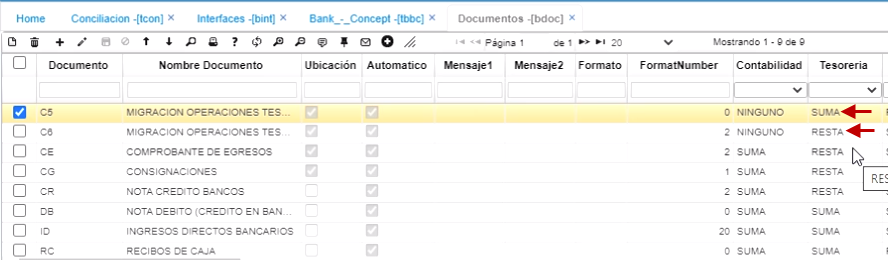 Home Conciliacion -[tcon] × Interfaces -[bint] × Bank_-_Concept -[tbbc] × Documentos -[bdoc] ×
Página 1 de 1 20 Mostrando 1 - 9 de 9
Documento Nombre Documento Ubicación Automatico Mensaje1 Mensaje2 Formato FormatNumber Contabilidad Tesoreria
C5 MIGRACION OPERACIONES TES... 0 NINGUNO SUMA
C6 MIGRACION OPERACIONES TES... 2 NINGUNO RESTA
CE COMPROBANTE DE EGRESOS 2 SUMA RESTA
CG CONSIGNACIONES 1 SUMA RESTA
RES
CR NOTA CREDITO BANCOS 2 SUMA RESTA
DB NOTA DEBITO (CREDITO EN BAN... 0 SUMA SUMA
ID INGRESOS DIRECTOS BANCARIOS 20 SUMA SUMA
RC RECIBOS DE CAJA 0 SUMA SUMA